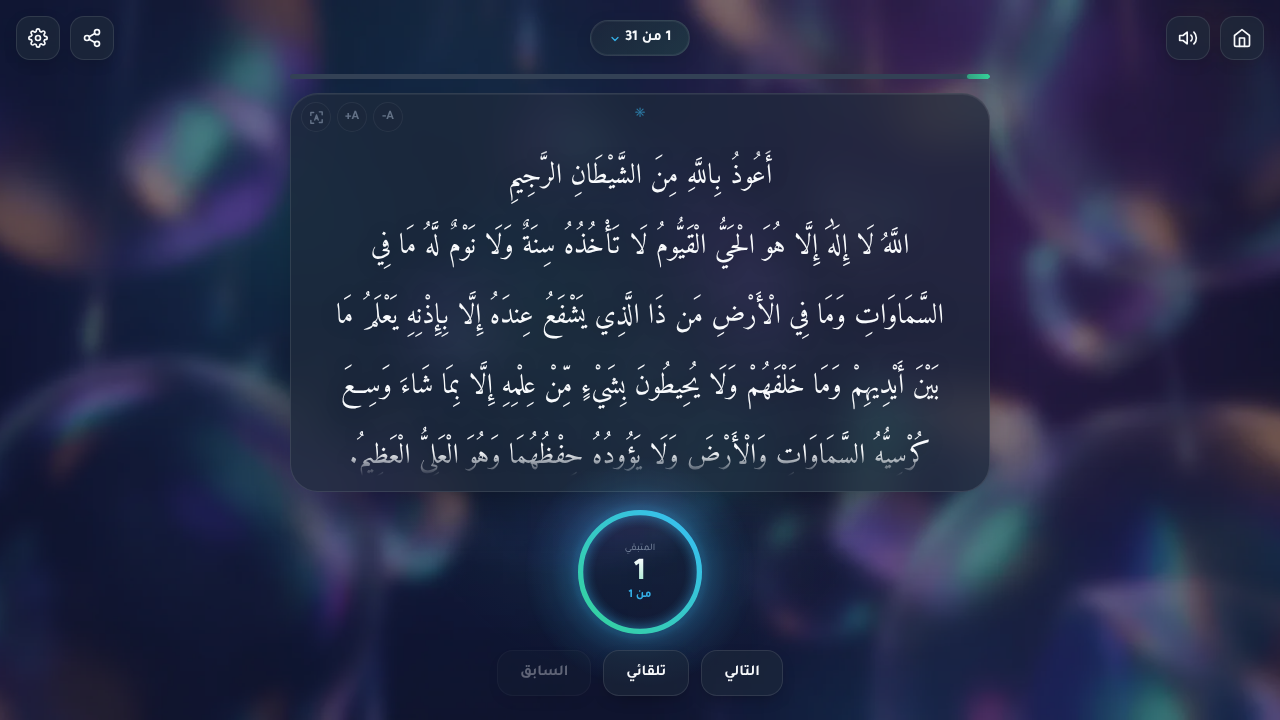 1 من 31
A+
A-
أَعُوذُ بِاللَّهِ مِنَ الشَّيْطَانِ الرَّجِيمِ
اللَّهُ لَا إِلَٰهَ إِلَّا هُوَ الْحَيُّ الْقَيُّومُ لَا تَأْخُذُهُ سِنَةٌ وَلَا نَوْمٌ لَّهُ مَا فِي
السَّمَاوَاتِ وَمَا فِي الْأَرْضِ مَن ذَا الَّذِي يَشْفَعُ عِندَهُ إِلَّا بِإِذْنِهِ يَعْلَمُ مَا
بَيْنَ أَيْدِيهِمْ وَمَا خَلْفَهُمْ وَلَا يُحِيطُونَ بِشَيْءٍ مِّنْ عِلْمِهِ إِلَّا بِمَا شَاءَ وَسِعَ
كُرْسِيُّهُ السَّمَاوَاتِ وَالْأَرْضَ وَلَا يَؤُودُهُ حِفْظُهُمَا وَهُوَ الْعَلِيُّ الْعَظِيمُ.
المتبقي
1
من 1
التالي
تلقائي
السابق